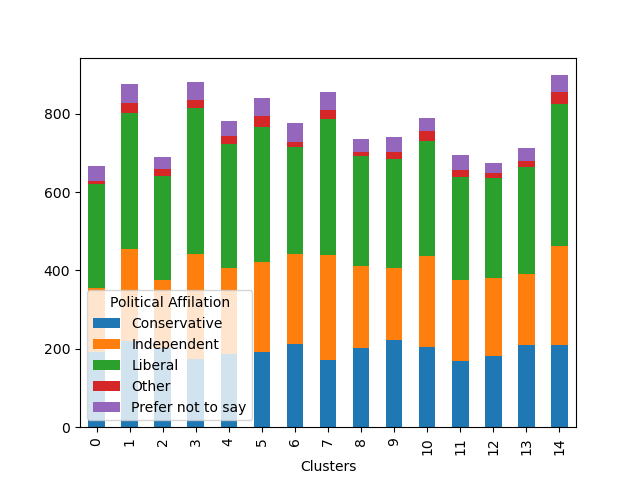 800
600
400
200
0
Political Affilation
Conservative
Independent
Liberal
Other
Prefer not to say
0 1 2 3 4 5 6 7 8 9 10 11 12 13 14
Clusters